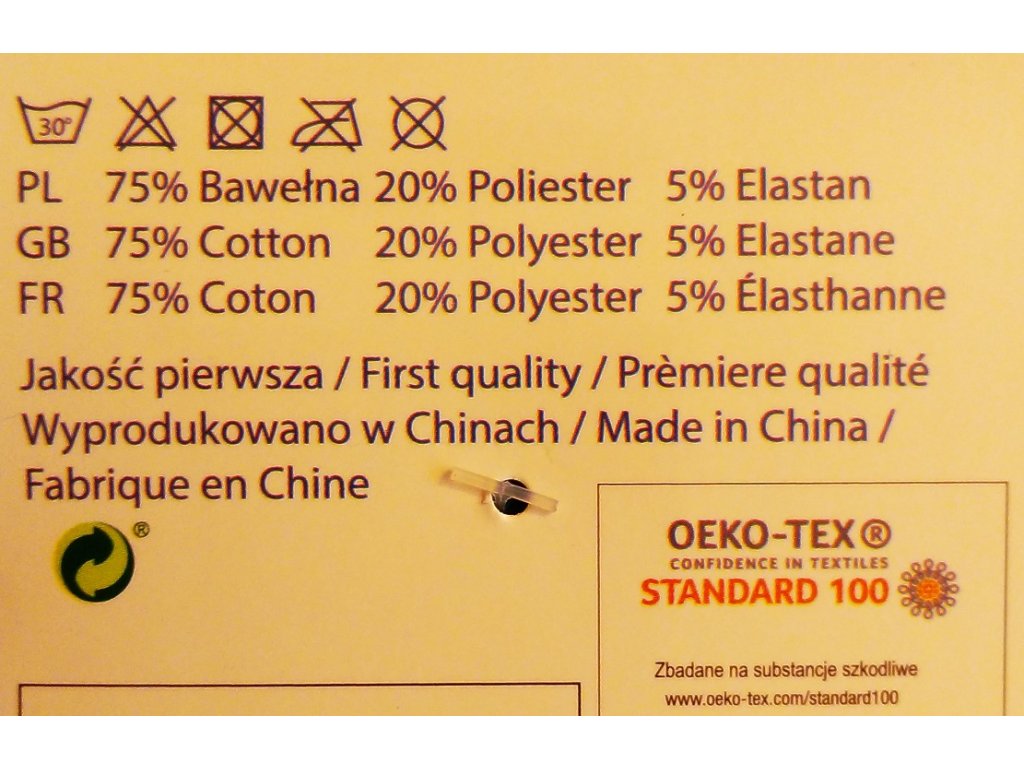 30°
PL 75% Bawełna 20% Poliester 5% Elastan
GB 75% Cotton 20% Polyester 5% Elastane
FR 75% Coton 20% Polyester 5% Élasthanne
Jakość pierwsza / First quality / Prèmiere qualité
Wyprodukowano w Chinach / Made in China /
Fabrique en Chine
®
OEKO-TEX®
CONFIDENCE IN TEXTILES
STANDARD 100
Zbadane na substancje szkodliwe
www.oeko-tex.com/standard100